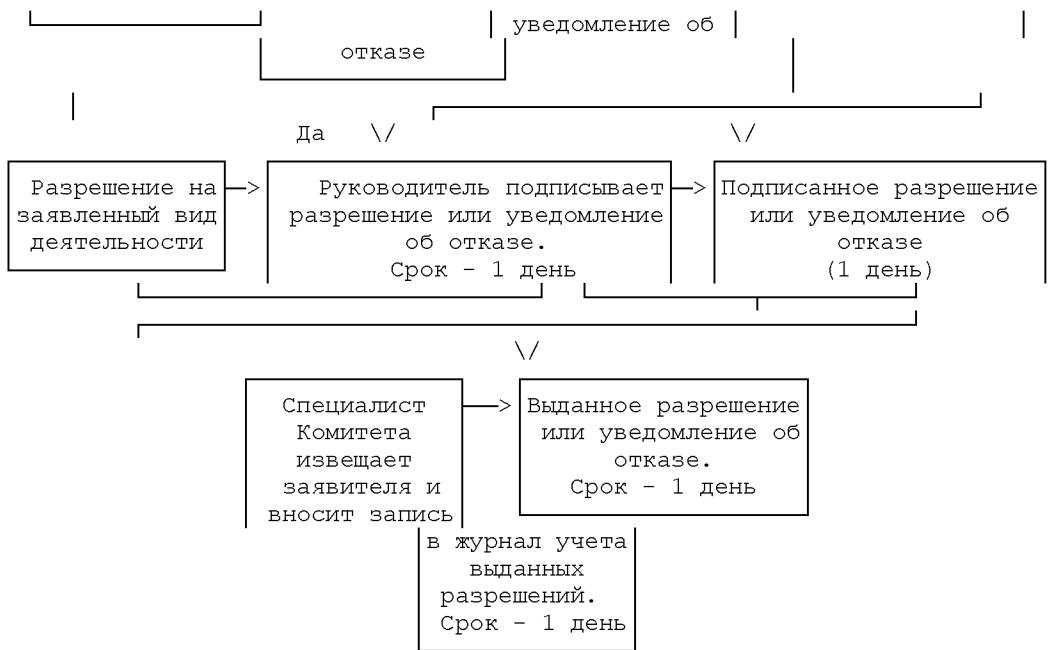 уведомление об
отказе
Да \/ \/
Разрешение на
заявленный вид
деятельности
—>
Руководитель подписывает
разрешение или уведомление
об отказе.
Срок - 1 день
—>
Подписанное разрешение
или уведомление об
отказе
(1 день)
\/
Специалист
Комитета
извещает
заявителя и
вносит запись
в журнал учета
выданных
разрешений.
Срок - 1 день
—>
Выданное разрешение
или уведомление об
отказе.
Срок - 1 день